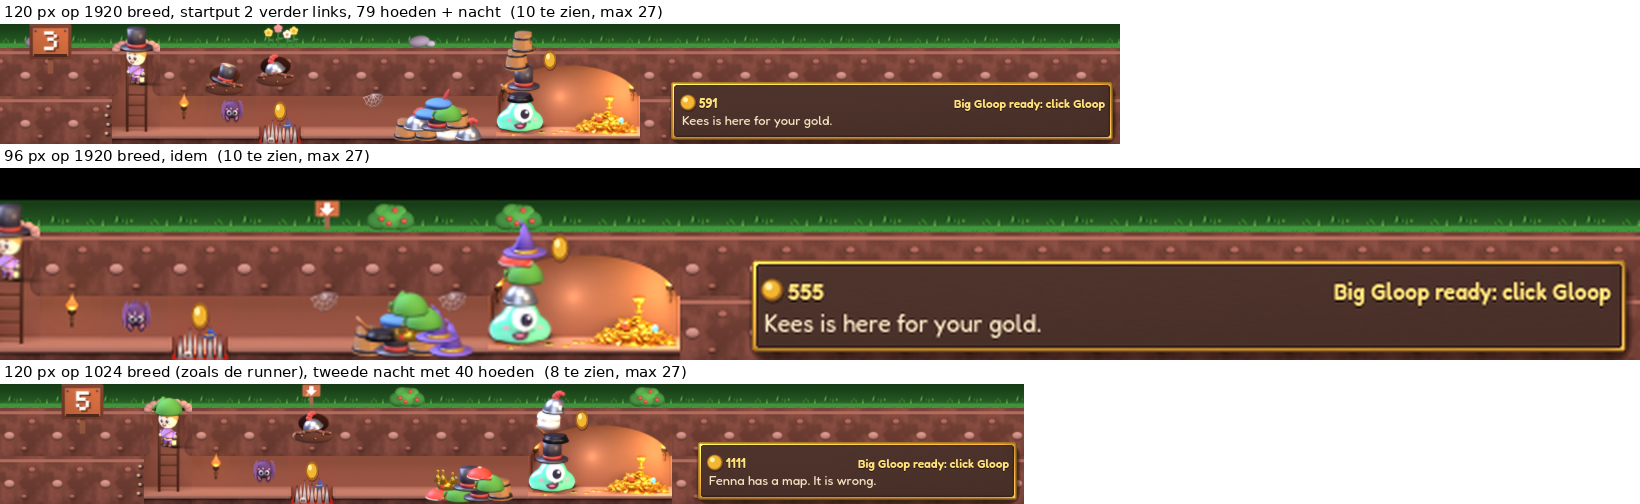 120 px op 1920 breed, startput 2 verder links, 79 hoeden + nacht  (10 te zien, max 27)
3
591
Big Gloop ready: click Gloop
Kees is here for your gold.
96 px op 1920 breed, idem  (10 te zien, max 27)
555
Big Gloop ready: click Gloop
Kees is here for your gold.
120 px op 1024 breed (zoals de runner), tweede nacht met 40 hoeden  (8 te zien, max 27)
5
1111
Big Gloop ready: click Gloop
Fenna has a map. It is wrong.